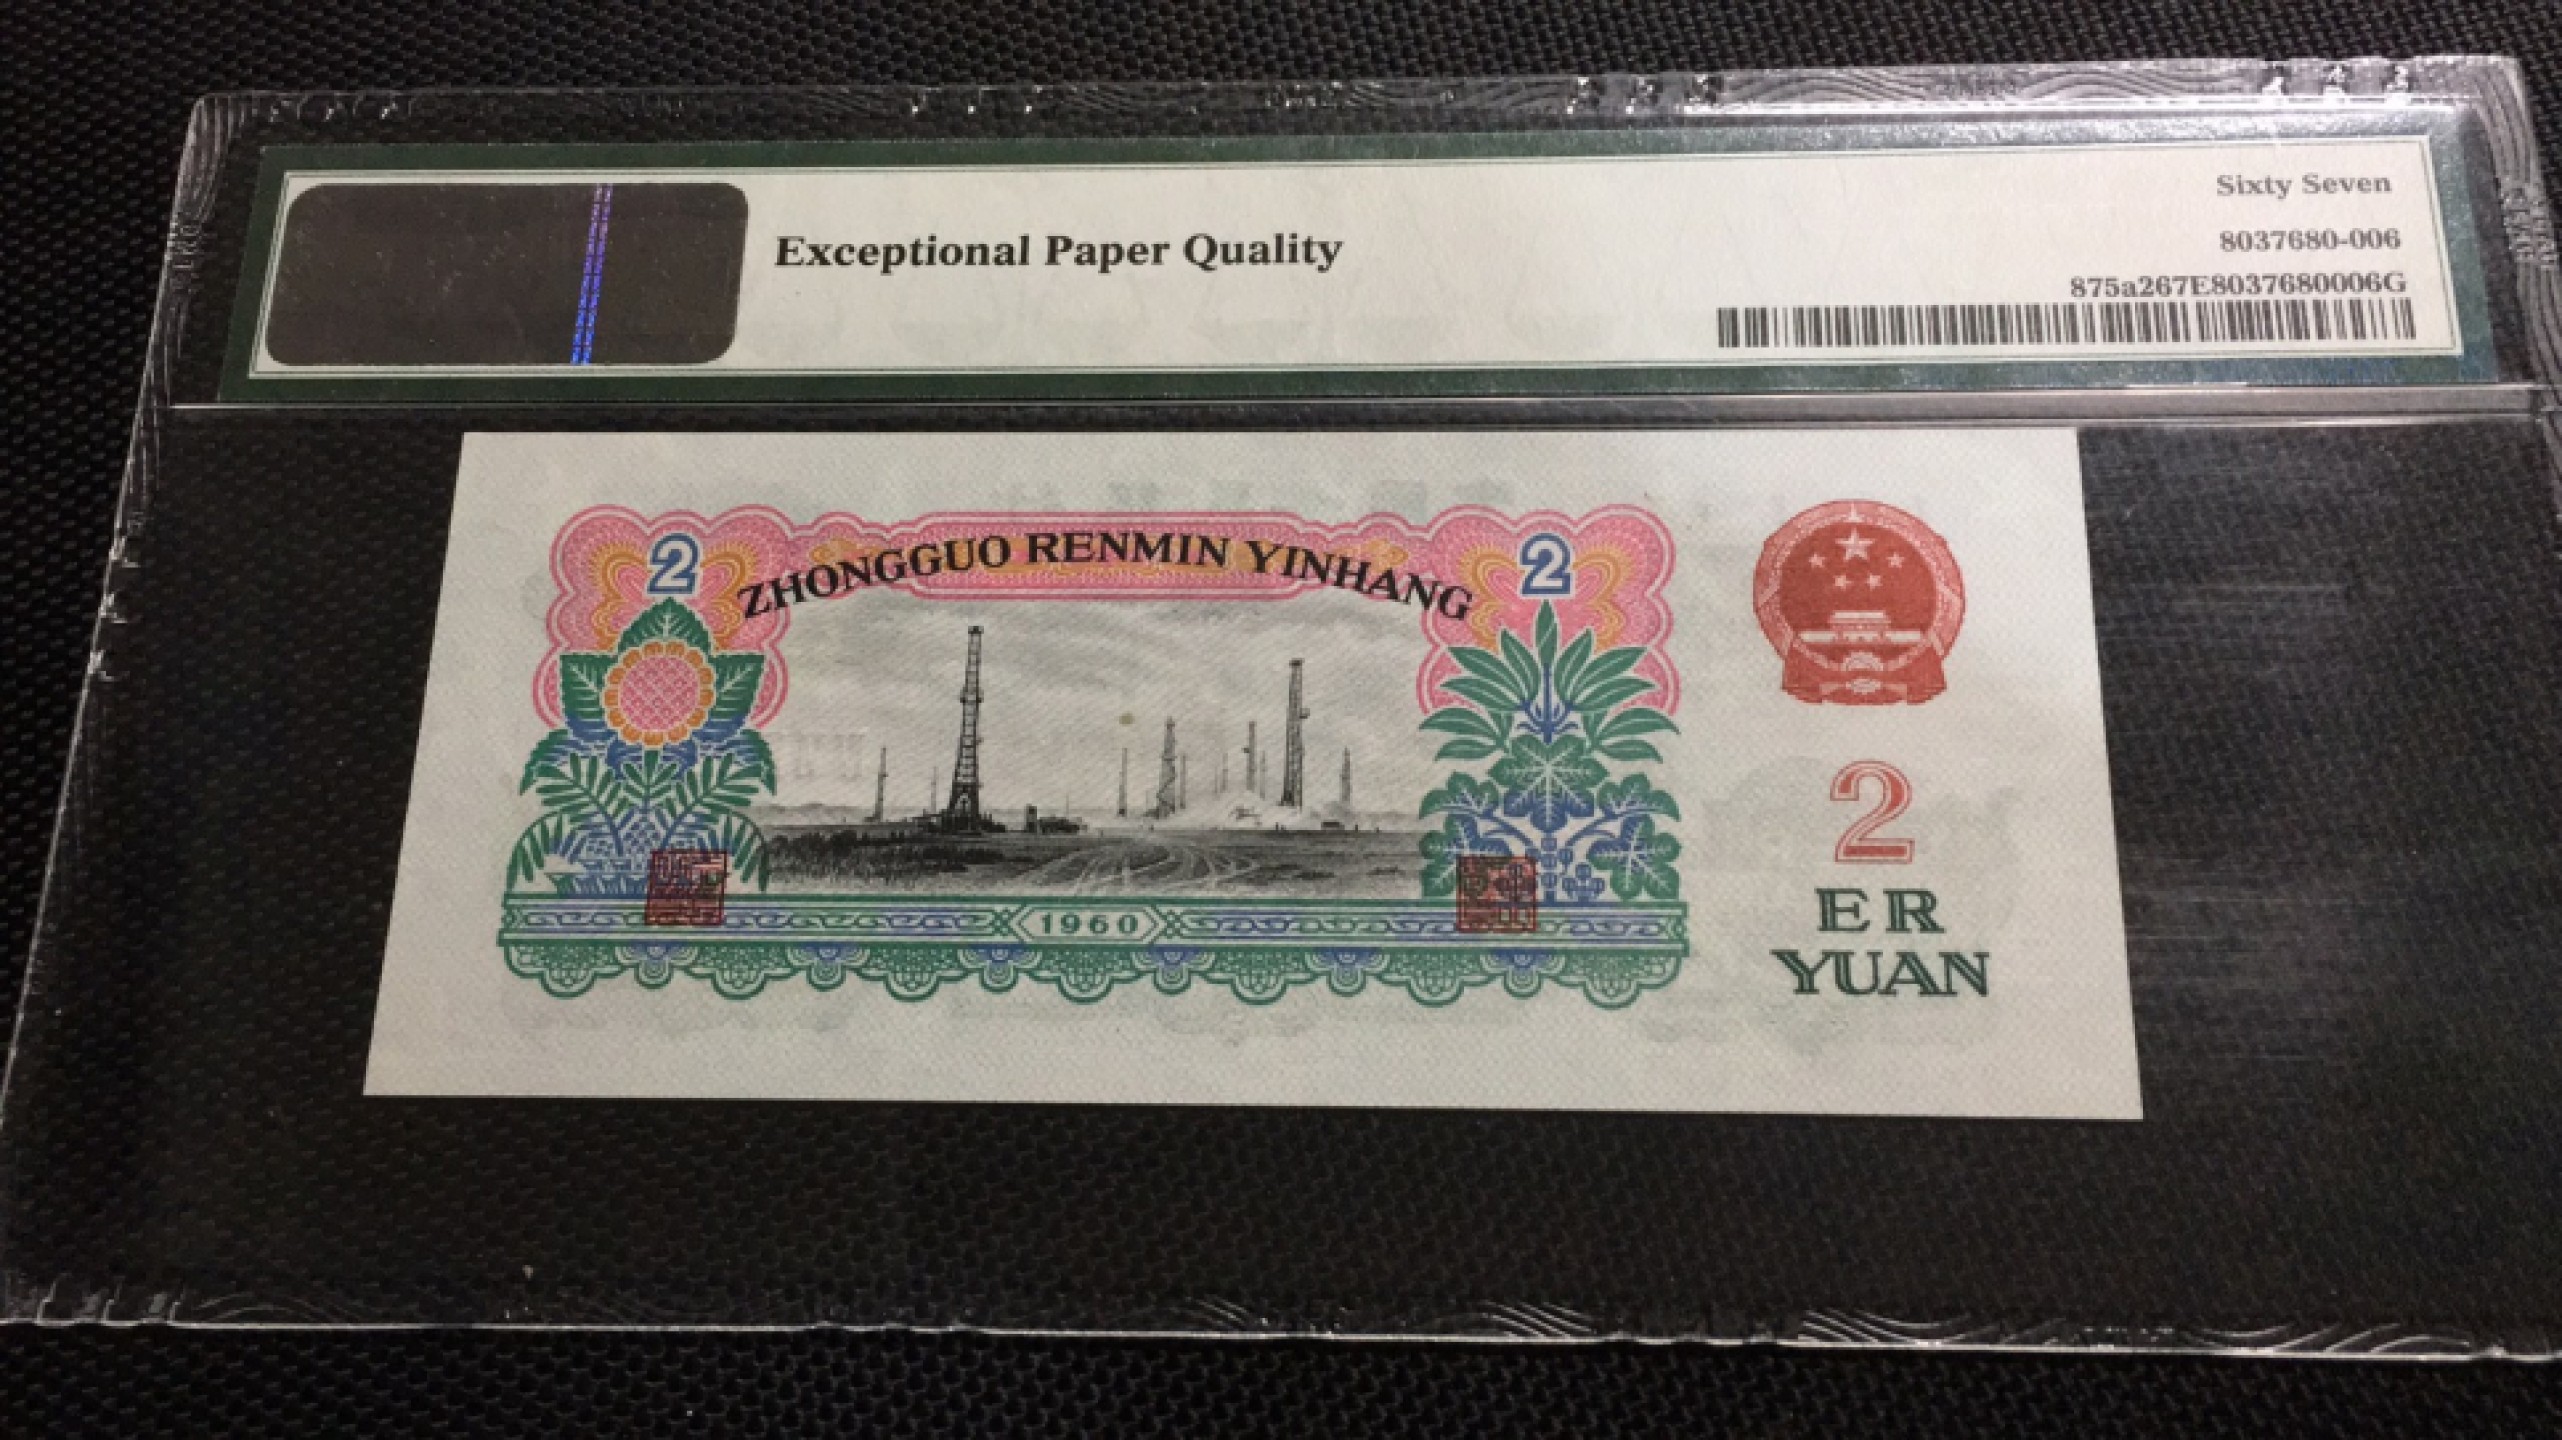 Sixty Seven
Exceptional Paper Quality
8037680-006
875a267E8037680006G
2 ZHONGGUO RENMIN YINHANG 2
2
ER
YUAN
1960